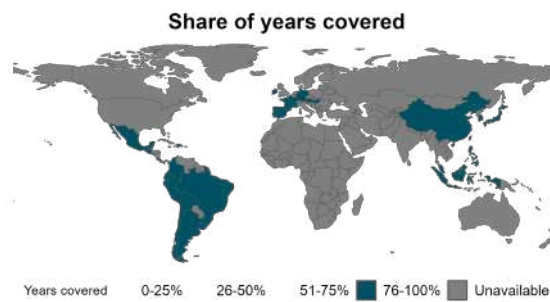 Share of years covered
Years covered 0-25% 26-50% 51-75% 76-100% Unavailable